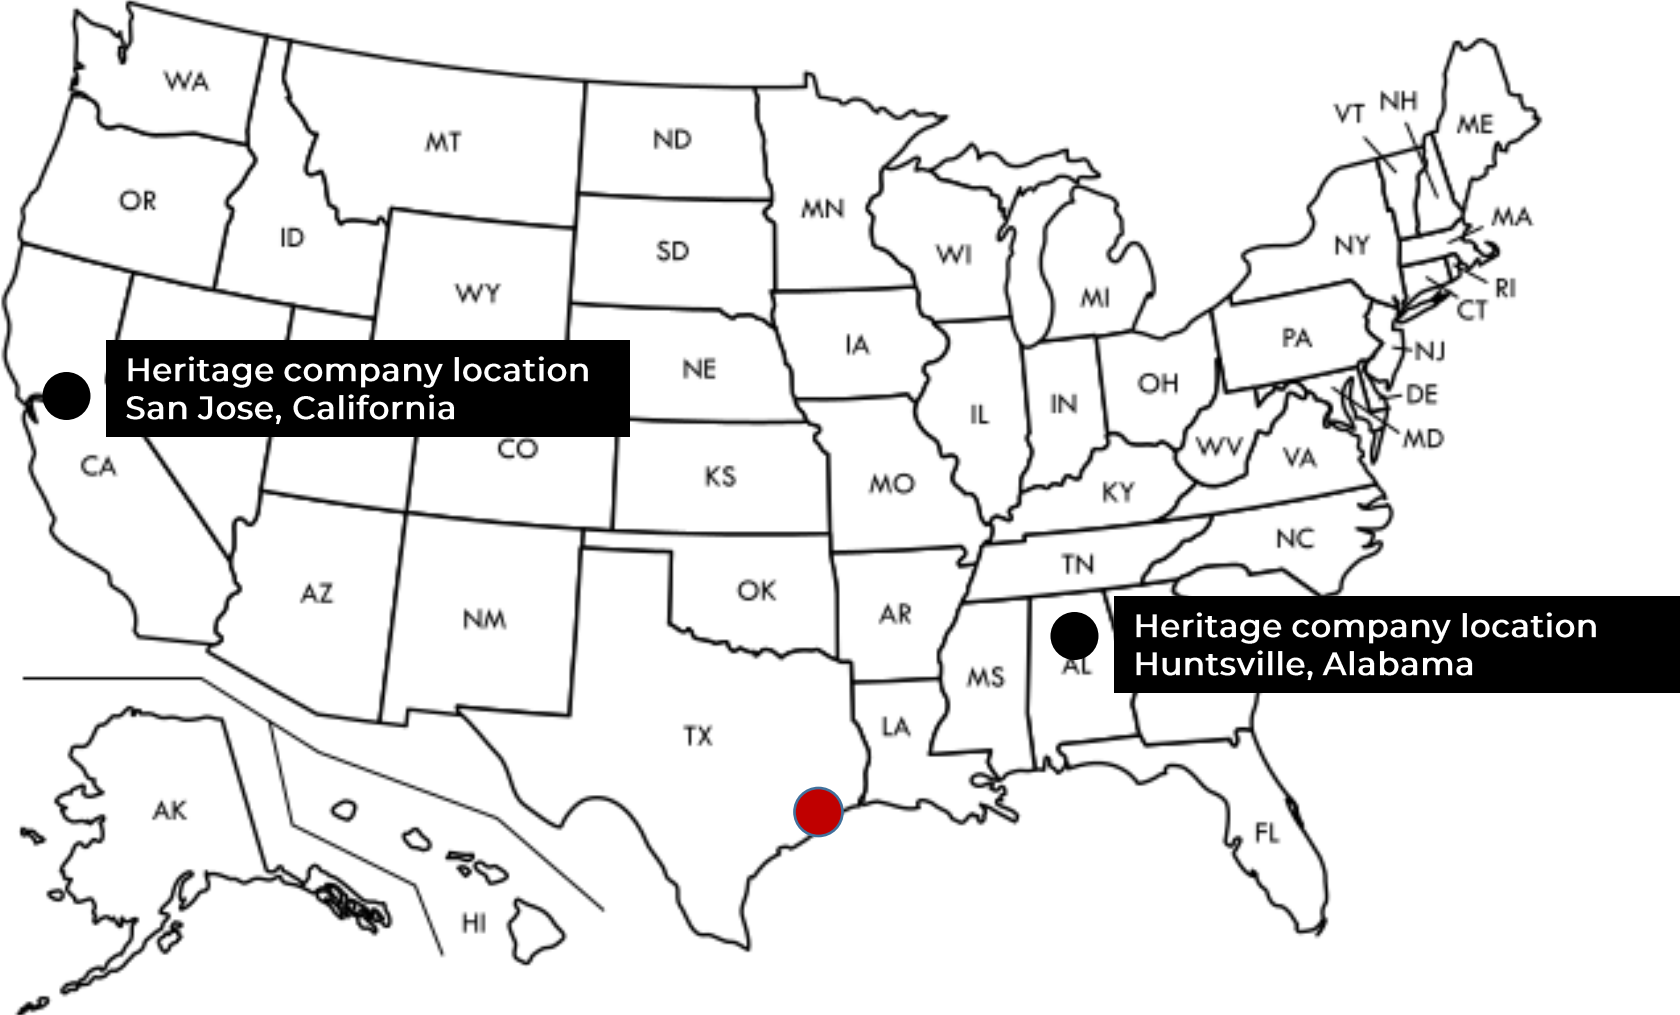 WA
MT
ND
MN
OR
ID
SD
WI
WY
MI
IA
NE
VT
NH
ME
MA
NY
RI
CT
PA
NJ
OH
DE
MD
IL
IN
WV
VA
Heritage company location
San Jose, California
CA
CO
KS
MO
KY
NC
TN
AZ
NM
OK
AR
Heritage company location
Huntsville, Alabama
AL
MS
TX
LA
FL
AK
HI